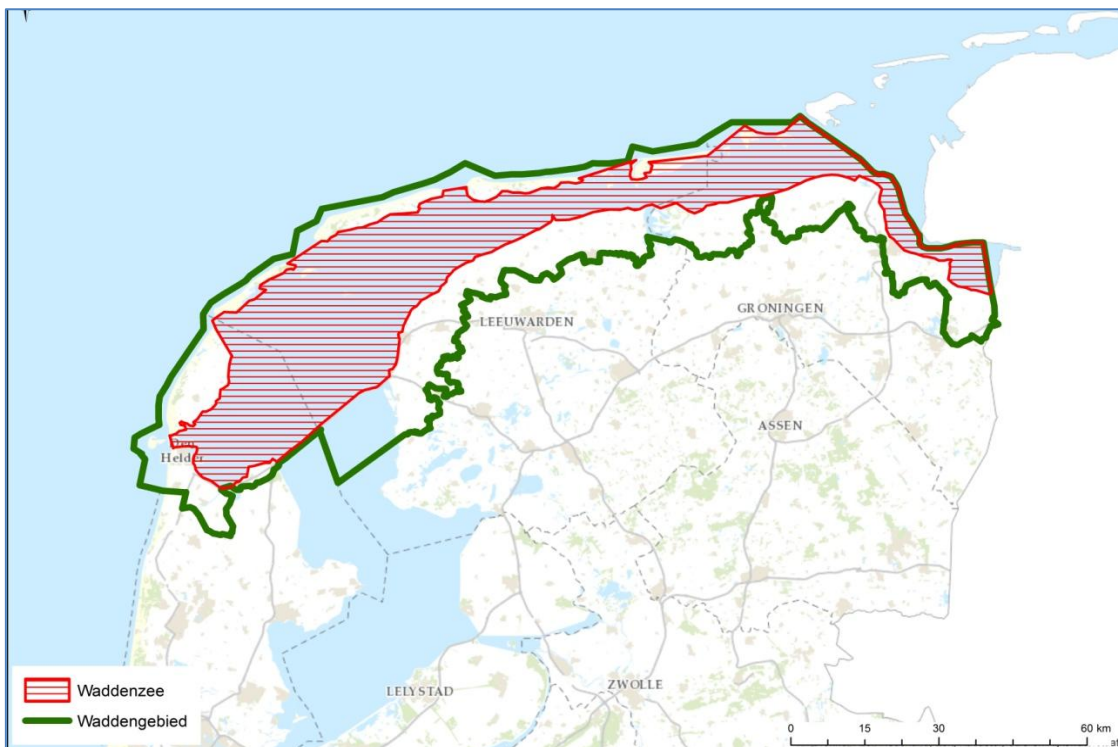 LEEUWARDEN
GRONINGEN
ASSEN
Den
Helder
LELYSTAD
ZWOLLE
Waddenzee
Waddengebied
0 15 30 60 km